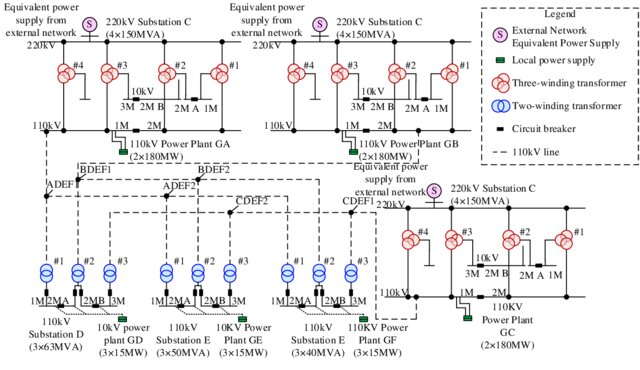 Equivalent power
supply from
external network
S
220kV Substation C
(4×150MVA)
220kV
#4
#3
#2
#1
10kV
3M
2M B
2M A
1M
110kV
1M
2M
110kV Power Plant GA
(2×180MW)
Equivalent power
supply from
external network
S
220kV Substation C
(4×150MVA)
220kV
#4
#3
#2
#1
10kV
3M
2M B
2M A
1M
110kV
1M
2M
110kV Power Plant GB
(2×180MW)
Legend
S
External Network
Equivalent Power Supply
Local power supply
Three-winding transformer
Two-winding transformer
Circuit breaker
110kV line
Equivalent power
supply from
external network
S
220kV Substation C
(4×150MVA)
220kV
#4
#3
#2
#1
10kV
3M
2M B
2M A
1M
110kV
1M
2M
110KV
Power Plant
GC
(2×180MW)
BDEF1
BDEF2
ADEF1
ADEF2
CDEF2
CDEF1
#1
#2
#3
#1
#2
#3
#1
#2
#3
1M
2MA
2MB
3M
1M
2MA
2MB
3M
1M
2MA
2MB
3M
110kV
Substation D
(3×63MVA)
10kV power
plant GD
(3×15MW)
110kV
Substation E
(3×50MVA)
10KV Power
Plant GE
(3×15MW)
110kV
Substation E
(3×40MVA)
110KV Power
Plant GF
(3×15MW)